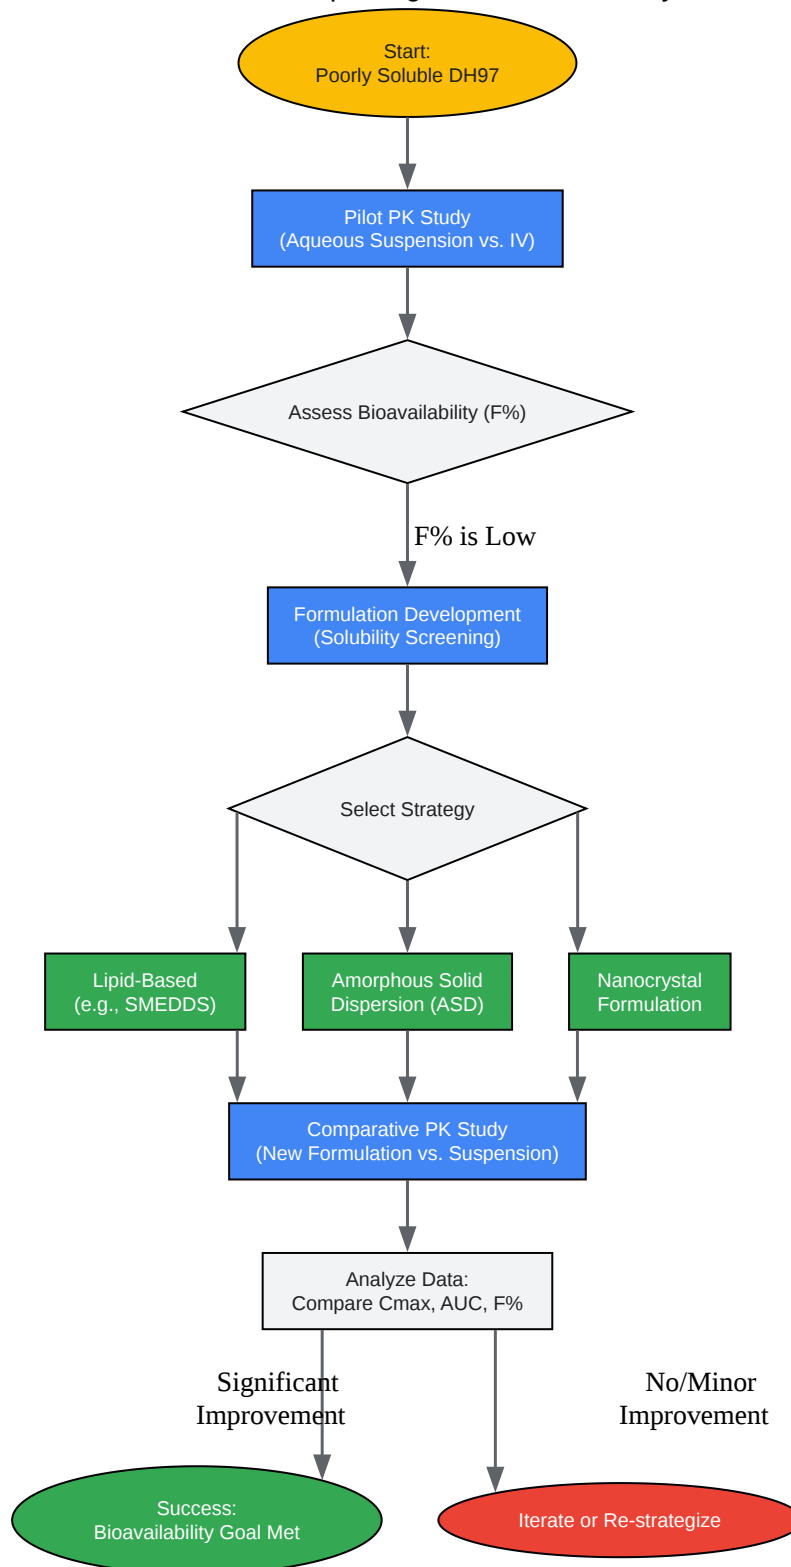 Start:
Poorly Soluble DH97
Pilot PK Study
(Aqueous Suspension vs. IV)
Assess Bioavailability (F%)
F% is Low
Formulation Development
(Solubility Screening)
Select Strategy
Lipid-Based
(e.g., SMEDDS)
Amorphous Solid
Dispersion (ASD)
Nanocrystal
Formulation
Comparative PK Study
(New Formulation vs. Suspension)
Analyze Data:
Compare Cmax, AUC, F%
Significant
Improvement
No/Minor
Improvement
Success:
Bioavailability Goal Met
Iterate or Re-strategize